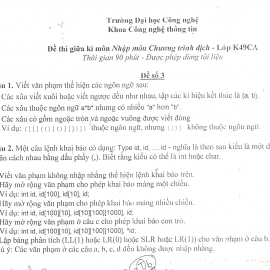 Trường Đại học Công nghệ
Khoa Công nghệ thông tin
Đề thi giữa kì môn Nhập môn Chương trình dịch - Lớp K49CA
Thời gian 90 phút - Được phép dùng tài liệu
Đề số 3
1. Viết văn phạm thể hiện các ngôn ngữ sau:
Các xâu viết xuôi hoặc viết ngược đều như nhau, tập các kí hiệu kết thúc là {a, b}.
Các xâu thuộc ngôn ngữ a*b* nhưng có nhiều "a" hơn "b".
Các xâu có gồm ngoặc tròn và ngoặc vuông được viết đúng
Ví dụ: thuộc ngôn ngữ, nhưng không thuộc ngôn ngữ.
2. Một câu lệnh khai báo có dạng: Type id, id, ... id - nghĩa là theo sau kiểu là một
cách nhau bằng dấu phẩy (,). Biết rằng kiểu có thể là int hoặc char.
Viết văn phạm không nhập nhằng thể hiện lệnh khai báo trên.
Hãy mở rộng văn phạm cho phép khai báo mảng một chiều.
Ví dụ: int id, id[100], id[10], id;
Hãy mở rộng văn phạm cho phép khai báo mảng nhiều chiều.
Ví dụ: int id, id[100][10], id[10][100][1000], id;
Hãy mở rộng văn phạm ở câu c cho phép khai báo con trỏ.
Ví dụ: int id, id[100][10], id[10][100][1000], *id;
Lập bảng phân tích (LL(1) hoặc LR(0) hoặc SLR hoặc LR(1)) cho văn phạm ở câu b.
ý: Các văn phạm ở các câu a, b, c, d đều không được nhập nhằng.